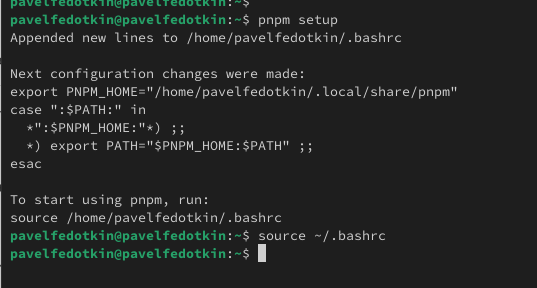 pavelfedotkin@pavelfedotkin:~$
pavelfedotkin@pavelfedotkin:~$ pnpm setup
Appended new lines to /home/pavelfedotkin/.bashrc
Next configuration changes were made:
export PNPM_HOME="/home/pavelfedotkin/.local/share/pnpm"
case ":$PATH:" in
  *":$PNPM_HOME:"*) ;;
  *) export PATH="$PNPM_HOME:$PATH" ;;
esac
To start using pnpm, run:
source /home/pavelfedotkin/.bashrc
pavelfedotkin@pavelfedotkin:~$ source ~/.bashrc
pavelfedotkin@pavelfedotkin:~$